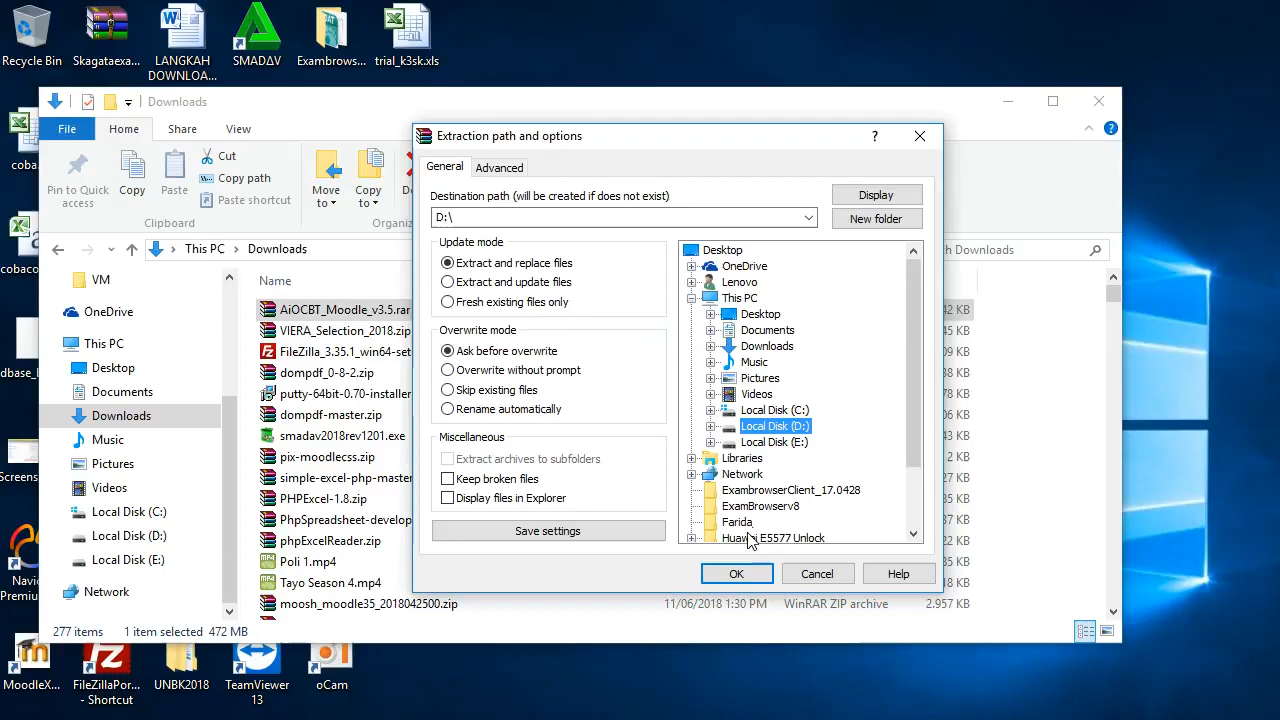 Recycle Bin
Skagataexa...
LANGKAH
DOWNLOA...
SMADΔV
Exambrows...
trial_k3sk.xls
Downloads
File
Home
Share
View
Pin to Quick
access
Copy
Paste
Cut
Copy path
Paste shortcut
Clipboard
Move
to
Copy
to
Organiz
This PC
Downloads
Downloads
VM
OneDrive
This PC
Desktop
Documents
Downloads
Music
Pictures
Videos
Local Disk (C:)
Local Disk (D:)
Local Disk (E:)
Network
Name
AiOCBT_Moodle_v3.5.rar
VIERA_Selection_2018.zip
FileZilla_3.35.1_win64-set
dompdf_0-8-2.zip
putty-64bit-0.70-installer
dompdf-master.zip
smadav2018rev1201.exe
pix-moodlecss.zip
simple-excel-php-master
PHPExcel-1.8.zip
PhpSpreadsheet-develop
phpExcelReader.zip
Poli 1.mp4
Tayo Season 4.mp4
moosh_moodle35_2018042500.zip
11/06/2018 1:30 PM
WinRAR ZIP archive
2.957 KB
277 items
1 item selected
472 MB
Extraction path and options
General
Advanced
Destination path (will be created if does not exist)
D:\
Display
New folder
Update mode
Extract and replace files
Extract and update files
Fresh existing files only
Overwrite mode
Ask before overwrite
Overwrite without prompt
Skip existing files
Rename automatically
Miscellaneous
Extract archives to subfolders
Keep broken files
Display files in Explorer
Save settings
Desktop
OneDrive
Lenovo
This PC
Desktop
Documents
Downloads
Music
Pictures
Videos
Local Disk (C:)
Local Disk (D:)
Local Disk (E:)
Libraries
Network
ExambrowserClient_17.0428
ExamBrowserv8
Farida
Huawei E5577 Unlock
OK
Cancel
Help
MoodleX...
FileZillaPor...
- Shortcut
UNBK2018
TeamViewer
13
oCam